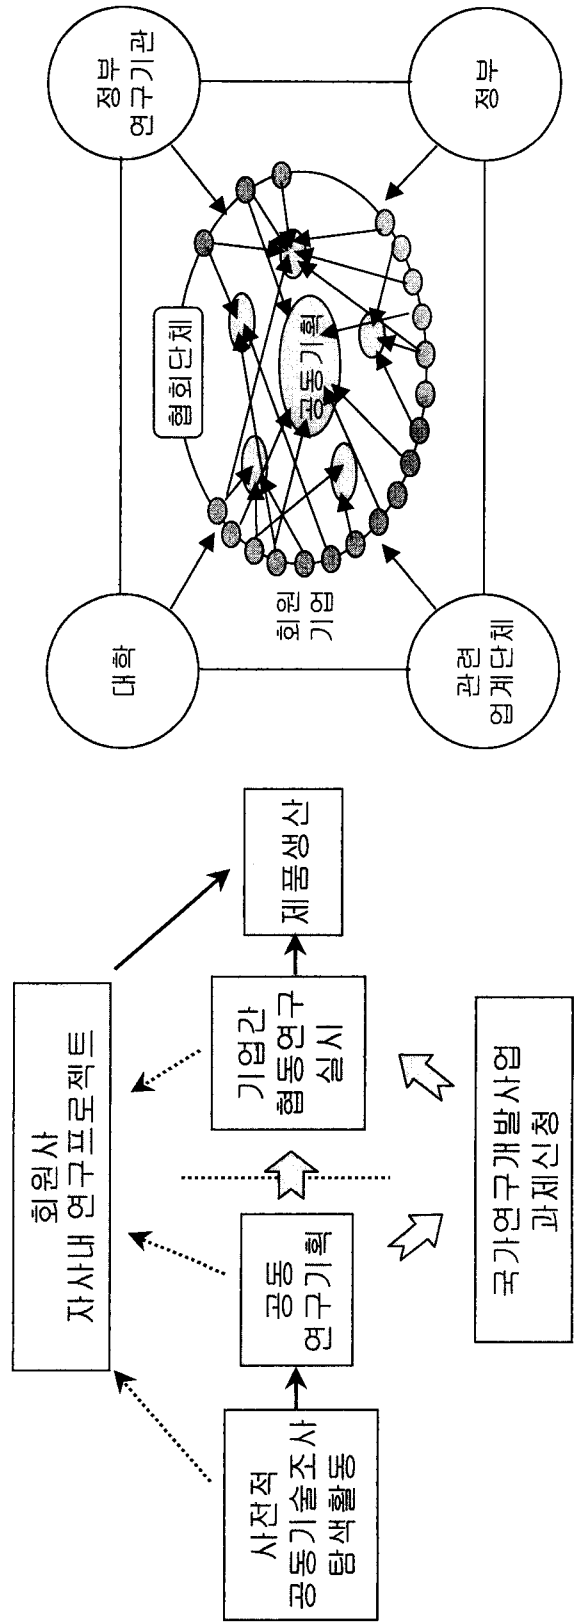 회원사
자사내 연구프로젝트
사전적
공동기술조사
탐색활동
공동
연구기획
기업간
협동연구
실시
제품생산
국가연구개발사업
과제신청
대학
정부
연구기관
협회단체
공동기획
회원
기업
관련
업계단체
정부